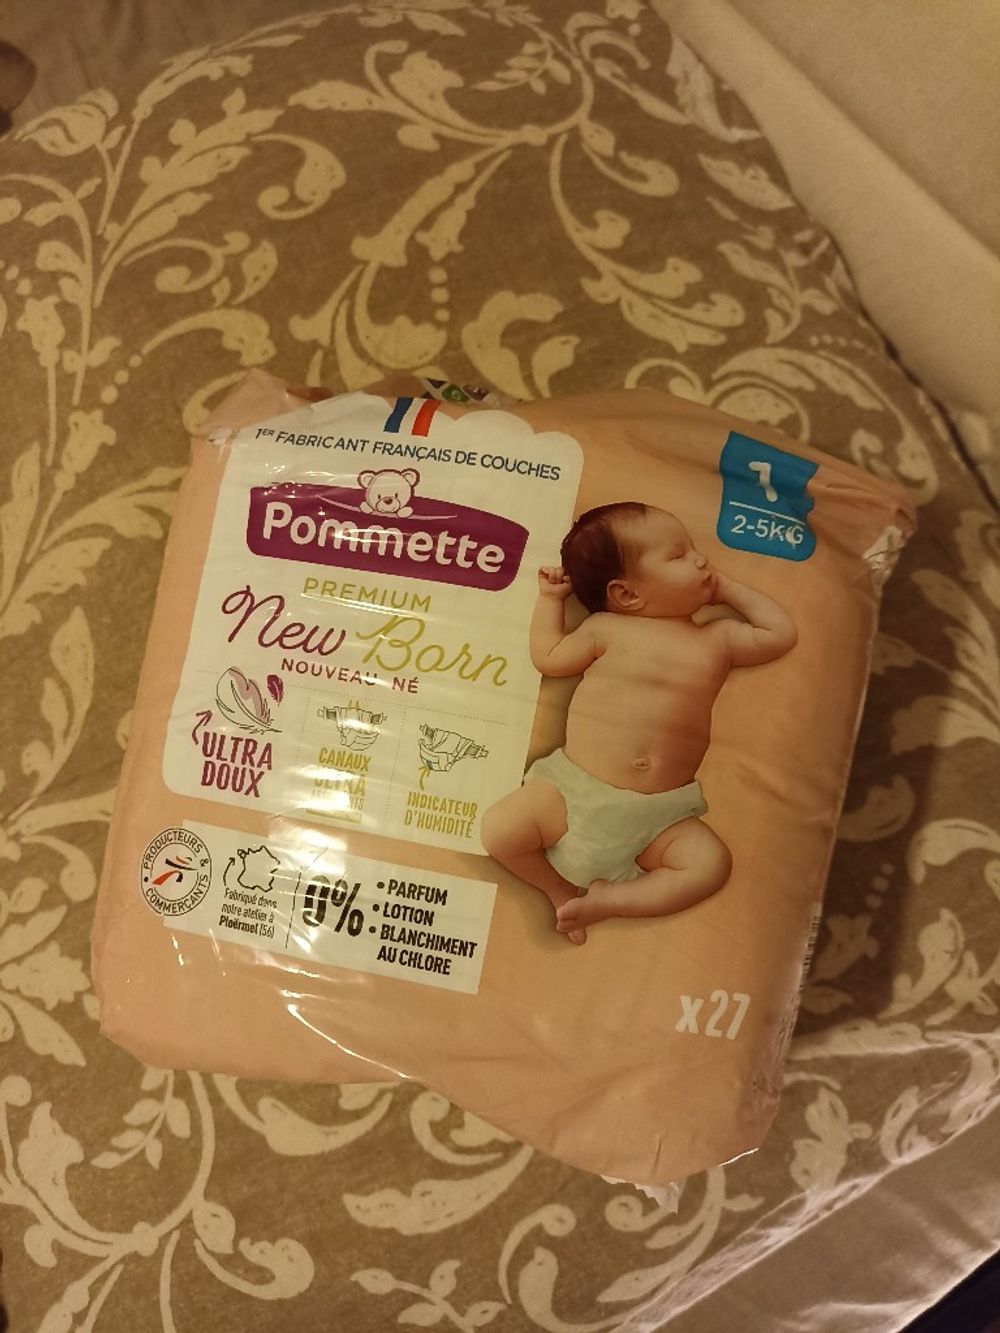 1ER FABRICANT FRANÇAIS DE COUCHES
Pommette
PREMIUM
New Born
NOUVEAU NÉ
ULTRA
DOUX
CANAUX
ULTRA
INDICATEUR
D'HUMIDITÉ
1
2-5KG
PRODUCTEURS &
COMMERÇANTS
Fabriqué dans
notre atelier à
Ploërmel (56)
0%
• PARFUM
• LOTION
• BLANCHIMENT
AU CHLORE
x27